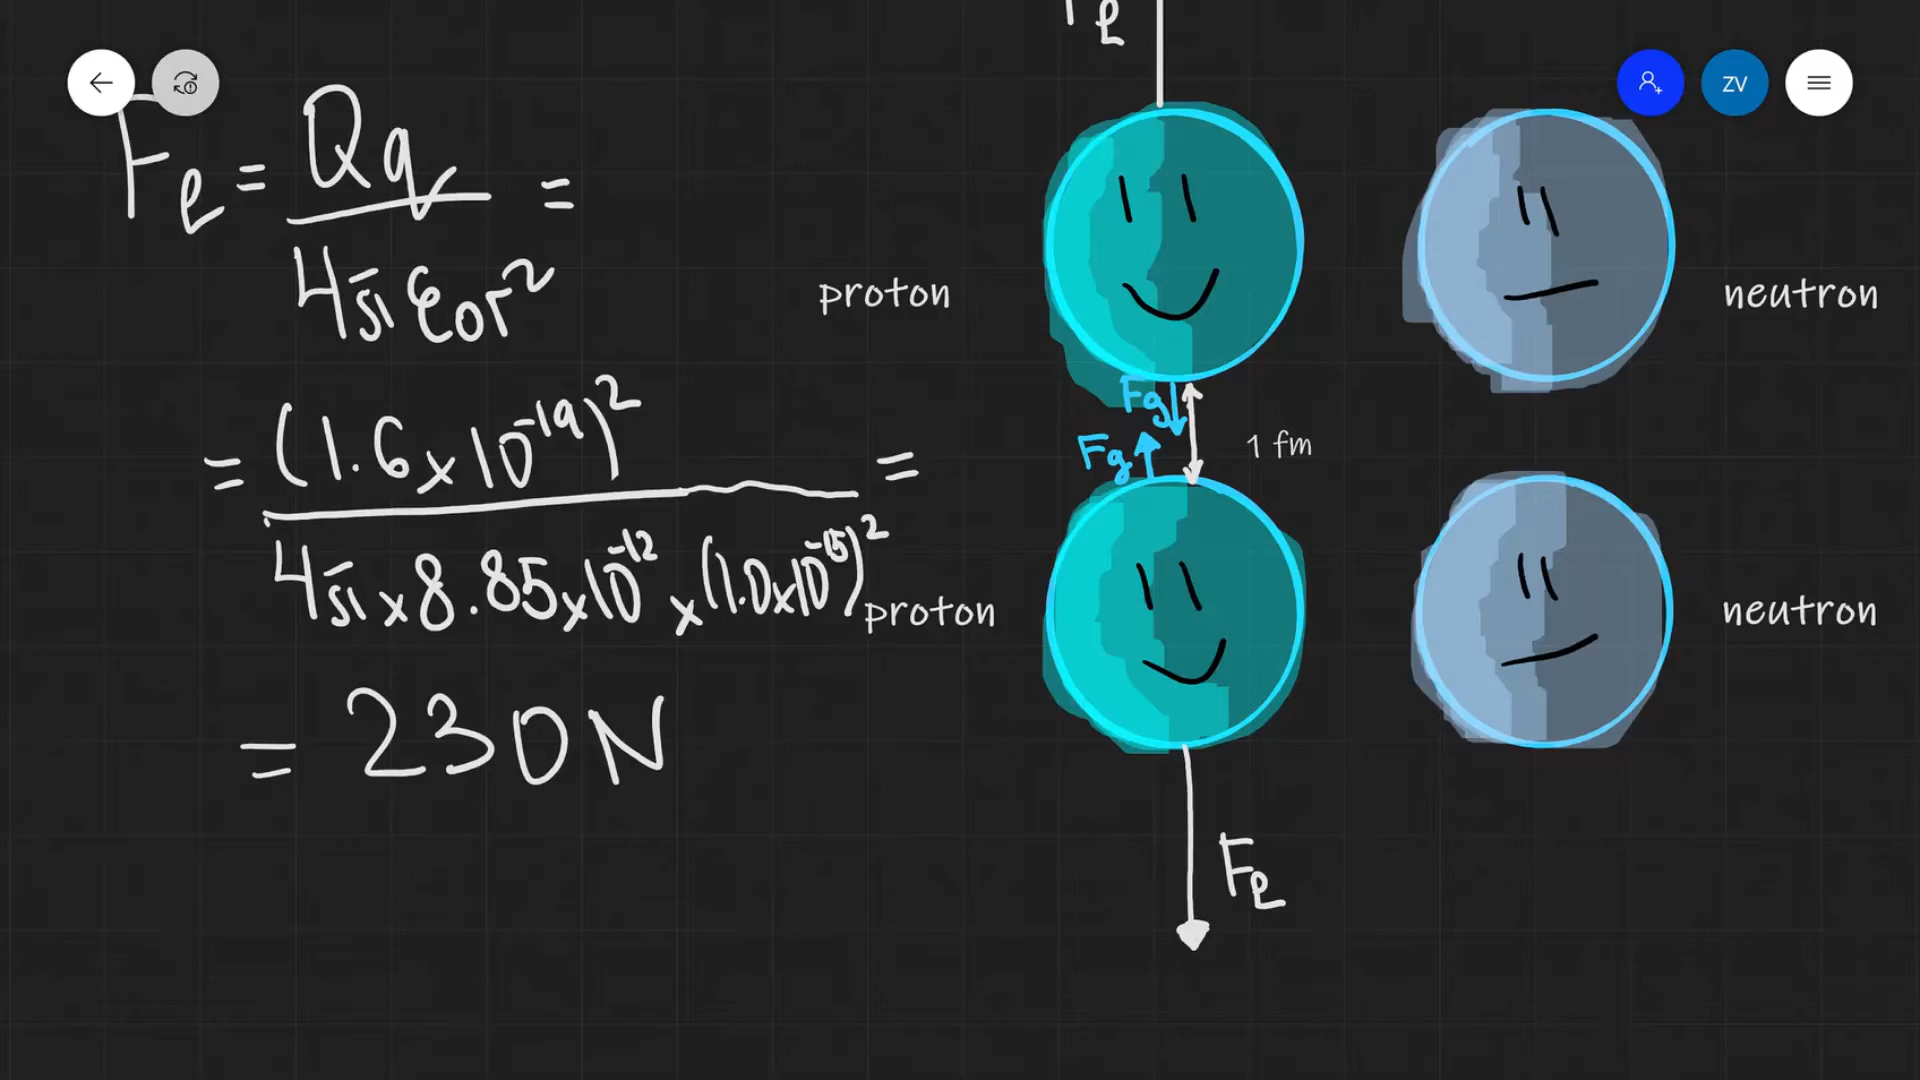 Fe
ZV
Fe = Qq / 4πε0r² =
proton
neutron
= (1.6 x 10^-19)² / 4π x 8.85 x 10^-12 x (1.0 x 10^-15)² =
Fg
Fg
1 fm
proton
neutron
= 230 N
Fe